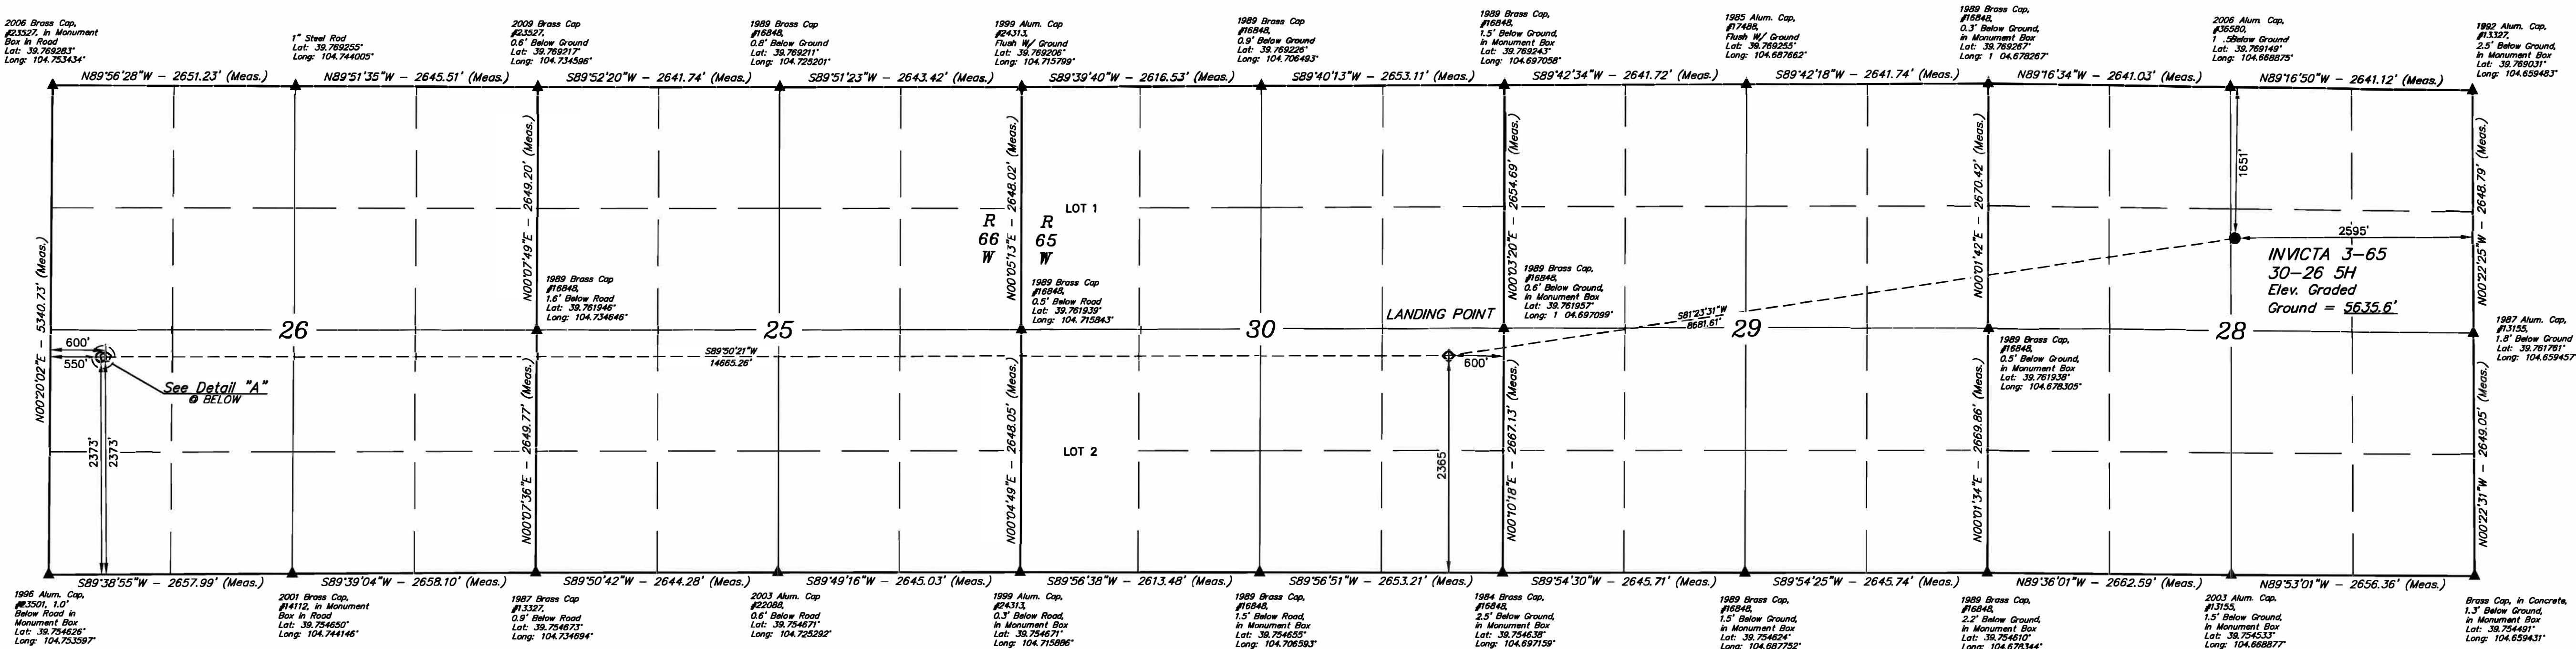 2006 Brass Cap,
#23527, in Monument
Box in Road
Lat: 39.769283°
Long: 104.753434°
1" Steel Rod
Lat: 39.769255°
Long: 104.744005°
2009 Brass Cap
#23527,
0.6' Below Ground
Lat: 39.769217°
Long: 104.734596°
1989 Brass Cap
#16848,
0.8' Below Ground
Lat: 39.769211°
Long: 104.725201°
1999 Alum. Cap
#24313,
Flush W/ Ground
Lat: 39.769206°
Long: 104.715799°
1989 Brass Cap
#16848,
0.9' Below Ground
Lat: 39.769226°
Long: 104.706493°
1989 Brass Cap,
#16848,
1.5' Below Ground,
in Monument Box
Lat: 39.769243°
Long: 104.697058°
1985 Alum. Cap,
#17488,
Flush W/ Ground
Lat: 39.769255°
Long: 104.687662°
1989 Brass Cap
#16848,
0.3' Below Ground,
in Monument Box
Lat: 39.769267°
Long: 1 04.678267°
2006 Alum. Cap,
#36580,
1 .5Below Ground
Lat: 39.769149°
Long: 104.668875°
1992 Alum. Cap,
#13327,
2.5' Below Ground,
in Monument Box
Lat: 39.769031°
Long: 104.659483°
N89°56'28"W - 2651.23' (Meas.)
N89°51'35"W - 2645.51' (Meas.)
S89°52'20"W - 2641.74' (Meas.)
S89°51'23"W - 2643.42' (Meas.)
S89°39'40"W - 2616.53' (Meas.)
S89°40'13"W - 2653.11' (Meas.)
S89°42'34"W - 2641.72' (Meas.)
S89°42'18"W - 2641.74' (Meas.)
N89°16'34"W - 2641.03' (Meas.)
N89°16'50"W - 2641.12' (Meas.)
N00°20'02"E - 5340.73' (Meas.)
N00°07'49"E - 2649.20' (Meas.)
N00°05'13"E - 2648.02' (Meas.)
N00°03'20"E - 2654.69' (Meas.)
N00°01'42"E - 2670.42' (Meas.)
N00°22'25"W - 2648.79' (Meas.)
1651'
2595'
LOT 1
R
66
W
R
65
W
INVICTA 3-65
30-26 5H
Elev. Graded
Ground = 5635.6'
1989 Brass Cap
#16848,
1.6' Below Road
Lat: 39.761946°
Long: 104.734646°
1989 Brass Cap
#16848,
0.5' Below Road
Lat: 39.761939°
Long: 104.715843°
1989 Brass Cap,
#16848,
0.6' Below Ground,
in Monument Box
Lat: 39.761957°
Long: 1 04.697099°
LANDING POINT
S81°23'31"W
8681.61'
26
25
30
29
28
1987 Alum. Cap,
#13155,
1.8' Below Ground
Lat: 39.761761°
Long: 104.659457°
1989 Brass Cap
#16848,
0.5' Below Ground,
in Monument Box
Lat: 39.761938°
Long: 104.678305°
600'
550'
See Detail "A"
@ BELOW
S89°50'21"W
14665.26'
600'
2373'
2373'
2365'
N00°07'36"E - 2649.77' (Meas.)
N00°04'49"E - 2648.05' (Meas.)
N00°10'18"E - 2667.13' (Meas.)
N00°01'34"E - 2669.86' (Meas.)
N00°22'31"W - 2649.05' (Meas.)
LOT 2
S89°38'55"W - 2657.99' (Meas.)
S89°39'04"W - 2658.10' (Meas.)
S89°50'42"W - 2644.28' (Meas.)
S89°49'16"W - 2645.03' (Meas.)
S89°56'38"W - 2613.48' (Meas.)
S89°56'51"W - 2653.21' (Meas.)
S89°54'30"W - 2645.71' (Meas.)
S89°54'25"W - 2645.74' (Meas.)
N89°36'01"W - 2662.59' (Meas.)
N89°53'01"W - 2656.36' (Meas.)
1996 Alum. Cap,
#23501, 1.0'
Below Road in
Monument Box
Lat: 39.754626°
Long: 104.753597°
2001 Brass Cap,
#14112, in Monument
Box in Road
Lat: 39.754650°
Long: 104.744146°
1987 Brass Cap
#13327,
0.9' Below Road
Lat: 39.754673°
Long: 104.734694°
2003 Alum. Cap
#22088,
0.6' Below Road
Lat: 39.754671°
Long: 104.725292°
1999 Alum. Cap,
#24313,
0.3' Below Road,
in Monument Box
Lat: 39.754671°
Long: 104.715886°
1989 Brass Cap,
#16848,
1.5' Below Road,
in Monument Box
Lat: 39.754655°
Long: 104.706593°
1984 Brass Cap,
#16848,
2.5' Below Ground,
in Monument Box
Lat: 39.754638°
Long: 104.697159°
1989 Brass Cap,
#16848,
1.5' Below Ground,
in Monument Box
Lat: 39.754624°
Long: 104.687752°
1989 Brass Cap,
#16848,
2.2' Below Ground,
in Monument Box
Lat: 39.754610°
Long: 104.678344°
2003 Alum. Cap,
#13155,
1.5' Below Ground,
in Monument Box
Lat: 39.754533°
Long: 104.668877°
Brass Cap, in Concrete,
1.3' Below Ground,
in Monument Box
Lat: 39.754491°
Long: 104.659431°